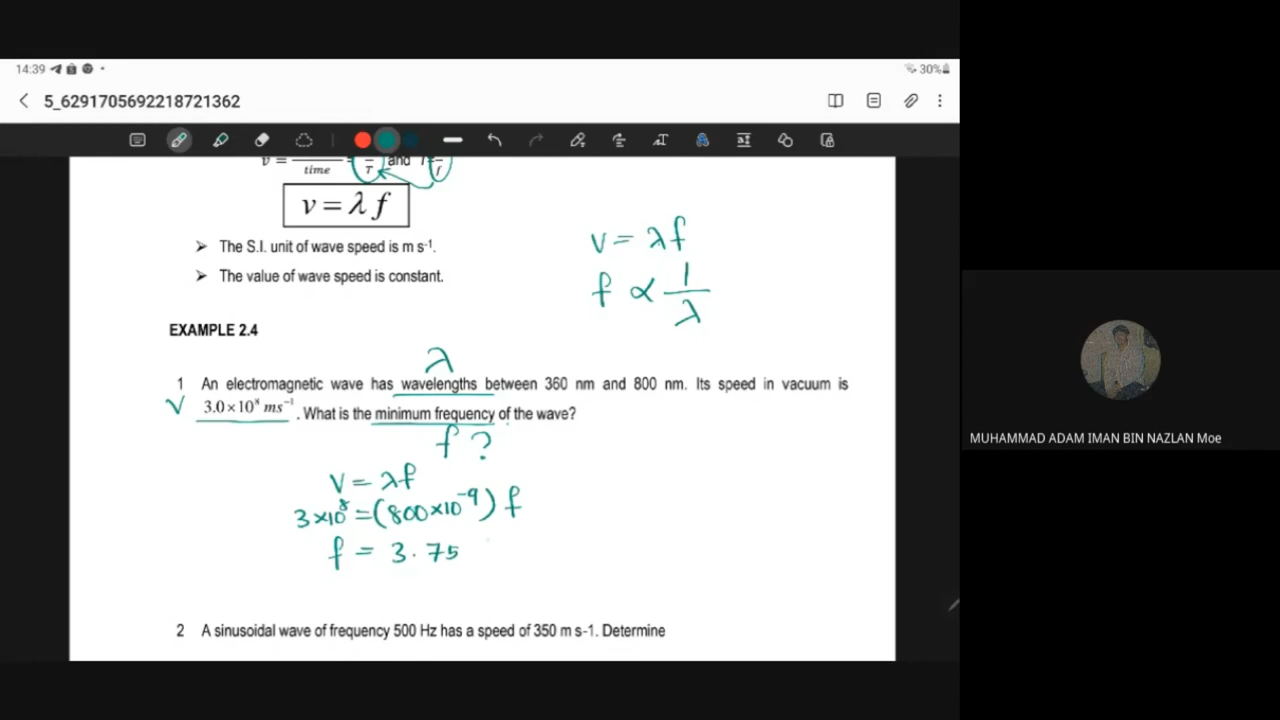 14:39
30%
5_6291705692218721362
v = time = T and T = f
v = λ f
➤ The S.I. unit of wave speed is m s-1.
➤ The value of wave speed is constant.
v = λf
f ∝ 1/λ
EXAMPLE 2.4
λ
1 An electromagnetic wave has wavelengths between 360 nm and 800 nm. Its speed in vacuum is
v 3.0×10⁸ ms⁻¹. What is the minimum frequency of the wave?
f ?
v = λf
3×10⁸ = (800×10⁻⁹) f
f = 3.75
2 A sinusoidal wave of frequency 500 Hz has a speed of 350 m s-1. Determine
MUHAMMAD ADAM IMAN BIN NAZLAN Moe